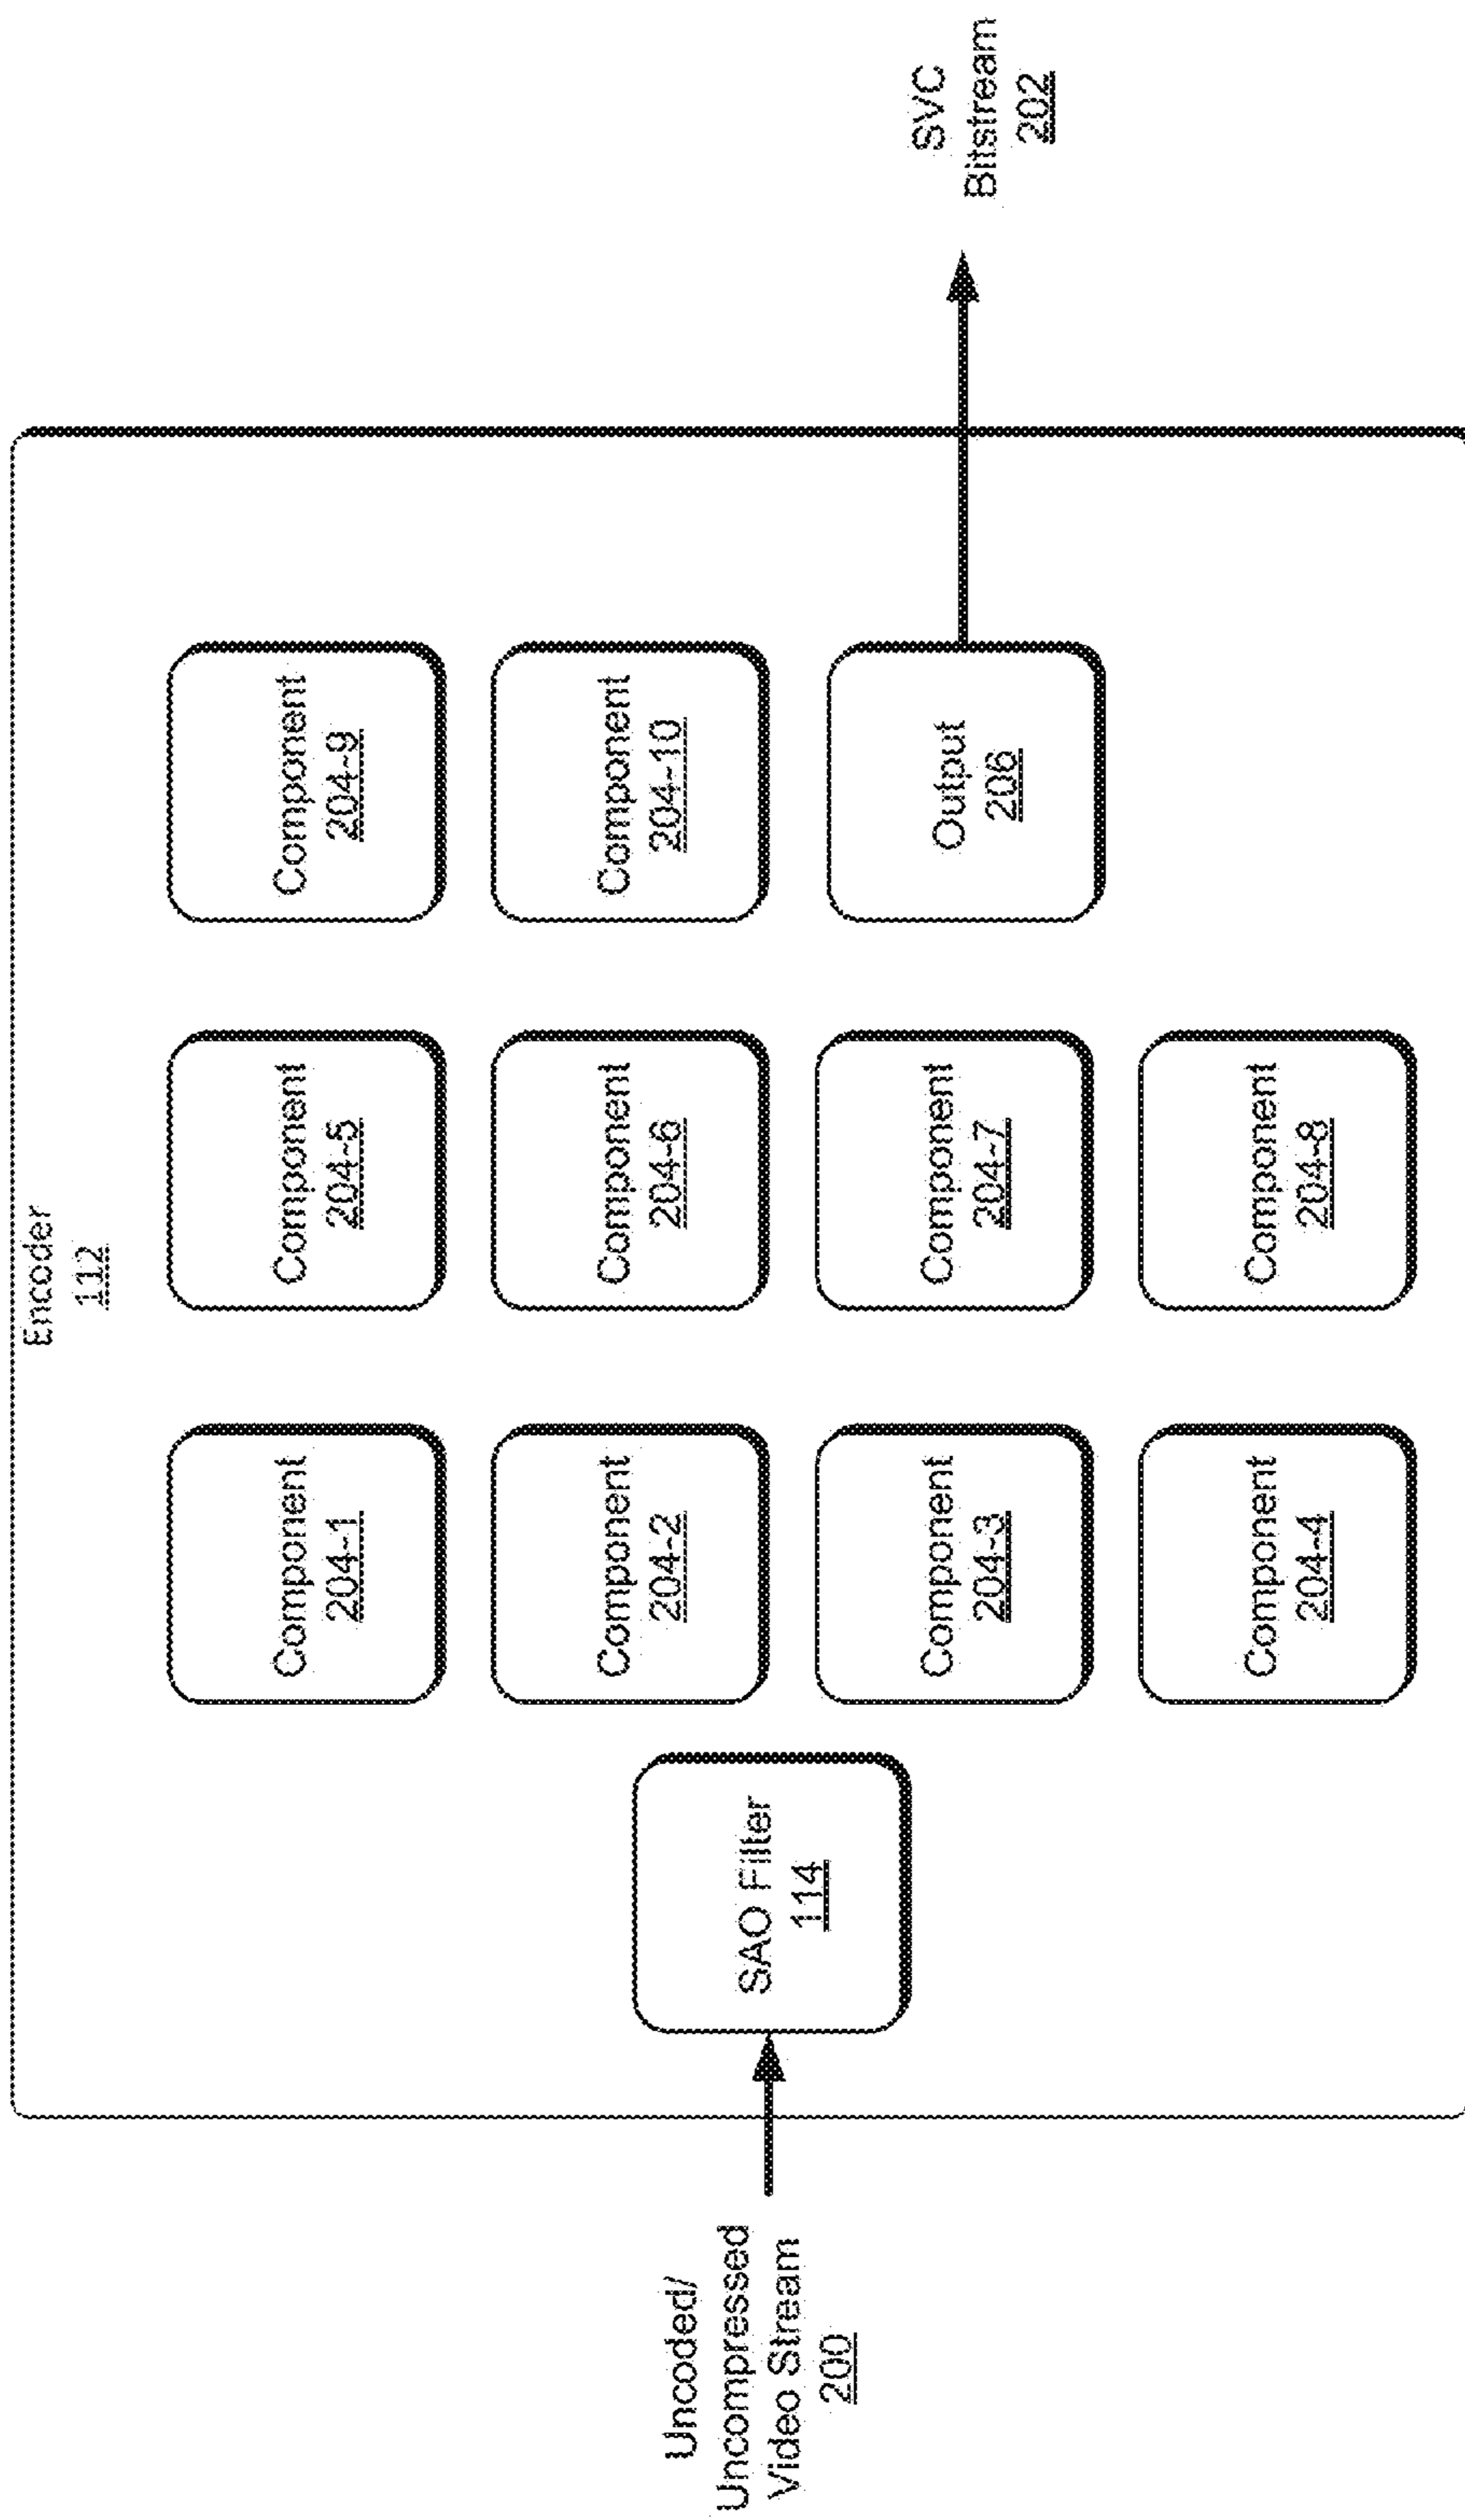 Encoder
112
Uncoded/
Uncompressed
Video Stream
200
SAO Filter
114
Component
204-1
Component
204-2
Component
204-3
Component
204-4
Component
204-5
Component
204-6
Component
204-7
Component
204-8
Component
204-9
Component
204-10
Output
206
SVC
Bitstream
202